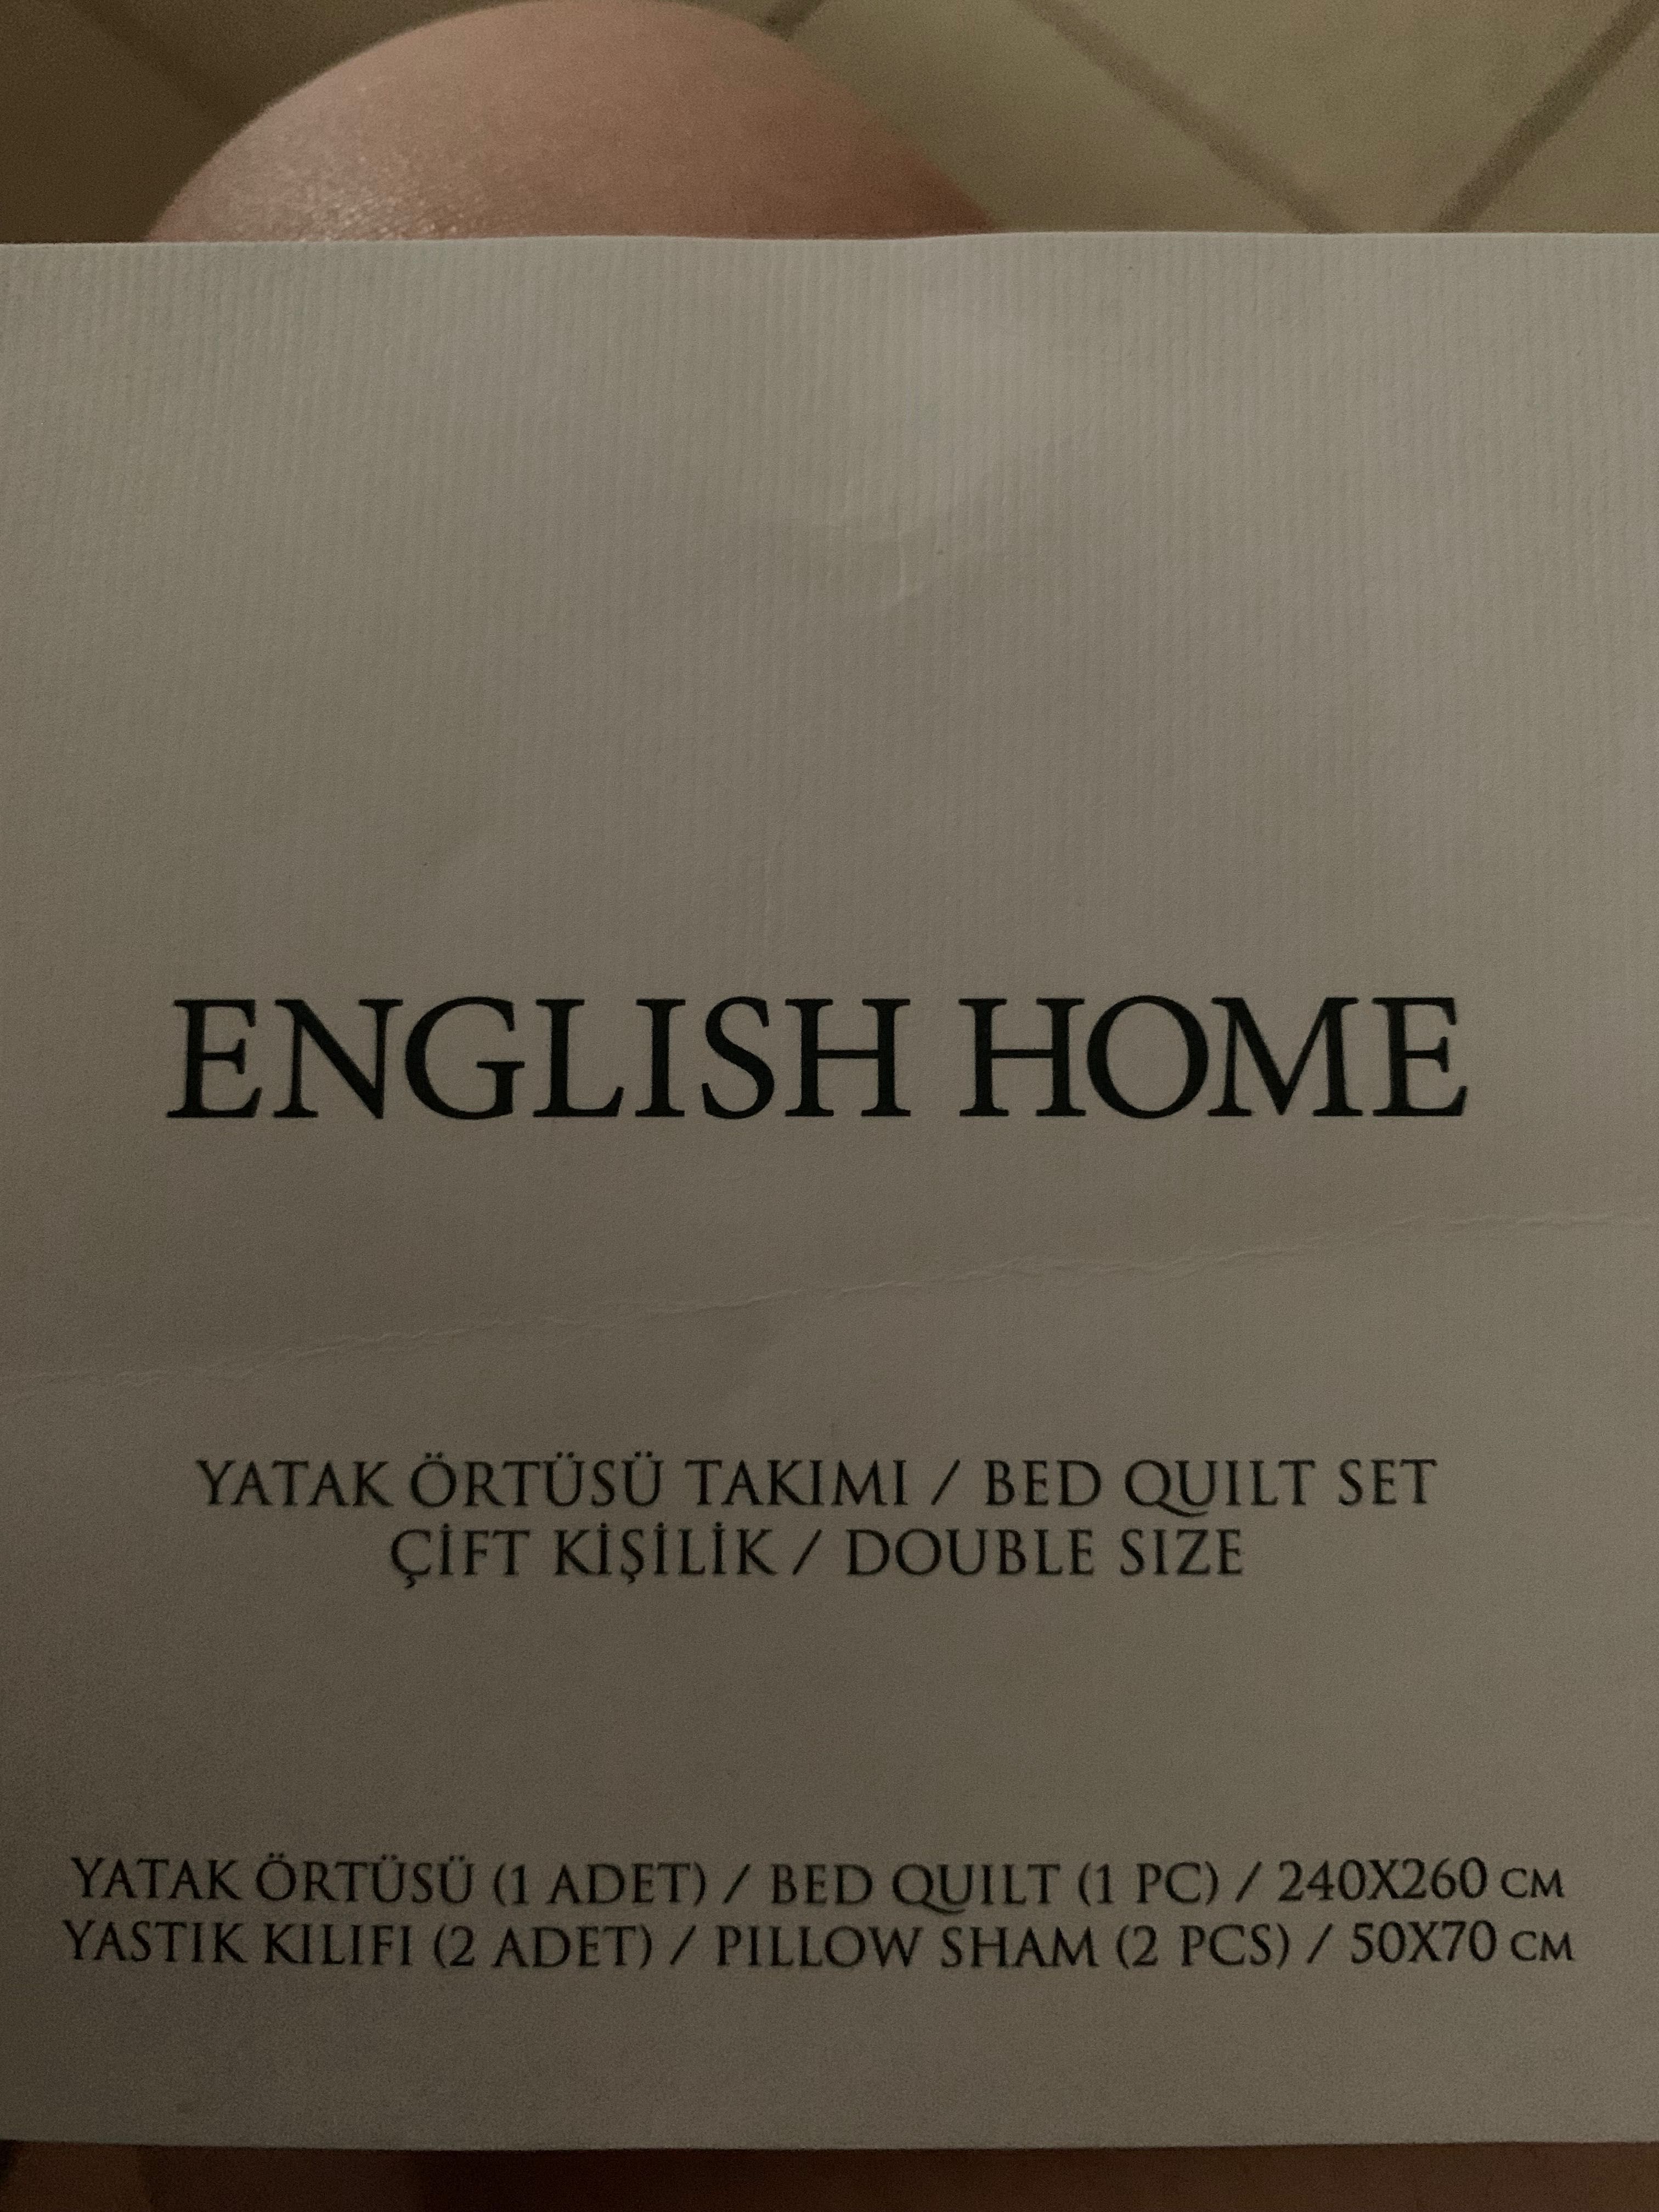 ENGLISH HOME
YATAK ÖRTÜSÜ TAKIMI / BED QUILT SET
ÇİFT KİŞİLİK / DOUBLE SIZE
YATAK ÖRTÜSÜ (1 ADET) / BED QUILT (1 PC) / 240X260 CM
YASTIK KILIFI (2 ADET) / PILLOW SHAM (2 PCS) / 50X70 CM